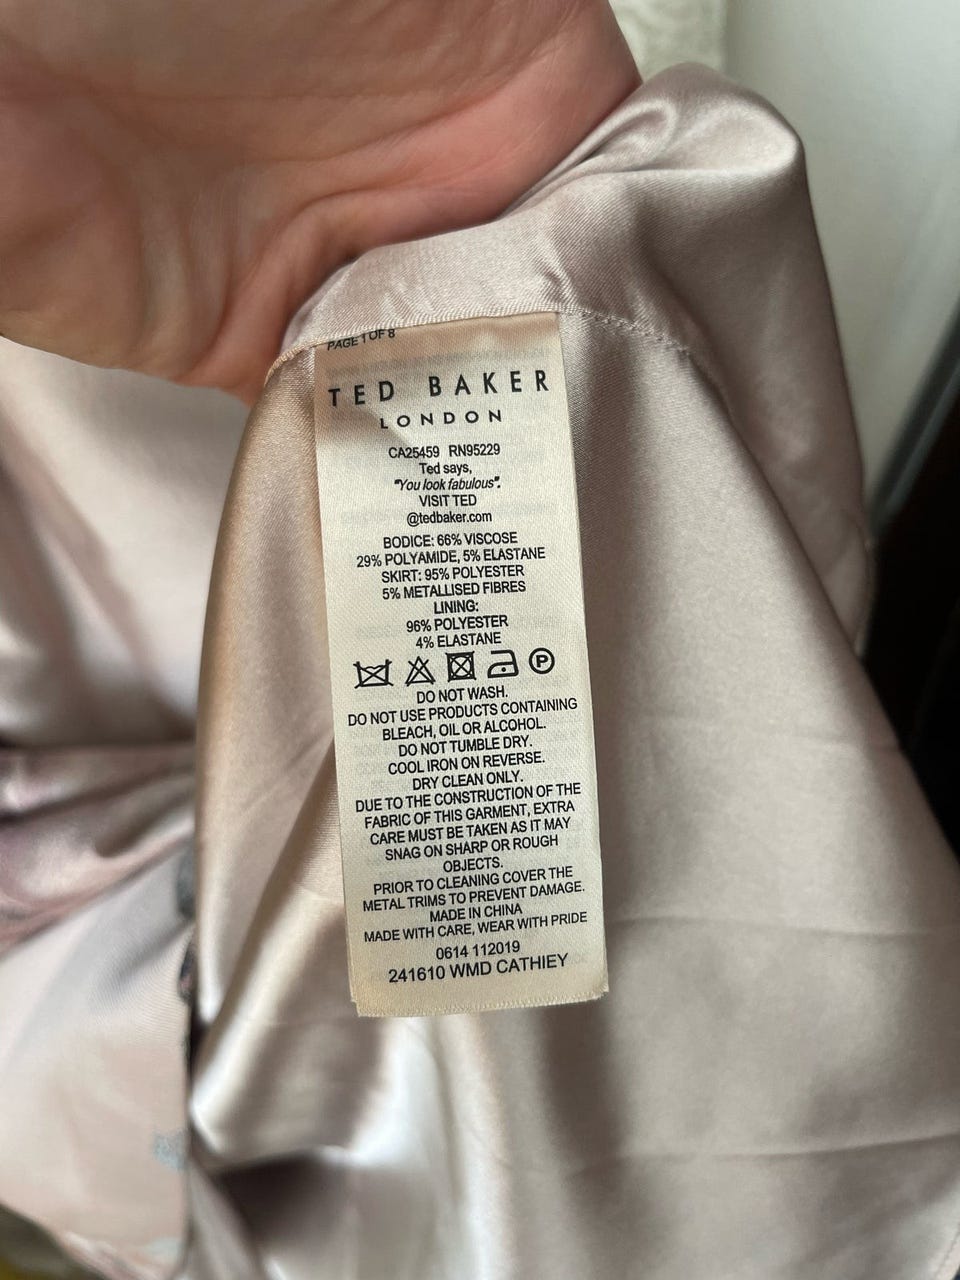 PAGE 1 OF 8
TED BAKER
LONDON
CA25459 RN95229
Ted says,
"You look fabulous".
VISIT TED
@tedbaker.com
BODICE: 66% VISCOSE
29% POLYAMIDE, 5% ELASTANE
SKIRT: 95% POLYESTER
5% METALLISED FIBRES
LINING:
96% POLYESTER
4% ELASTANE
P
DO NOT WASH.
DO NOT USE PRODUCTS CONTAINING
BLEACH, OIL OR ALCOHOL.
DO NOT TUMBLE DRY.
COOL IRON ON REVERSE.
DRY CLEAN ONLY.
DUE TO THE CONSTRUCTION OF THE
FABRIC OF THIS GARMENT, EXTRA
CARE MUST BE TAKEN AS IT MAY
SNAG ON SHARP OR ROUGH
OBJECTS.
PRIOR TO CLEANING COVER THE
METAL TRIMS TO PREVENT DAMAGE.
MADE IN CHINA
MADE WITH CARE, WEAR WITH PRIDE
0614 112019
241610 WMD CATHIEY